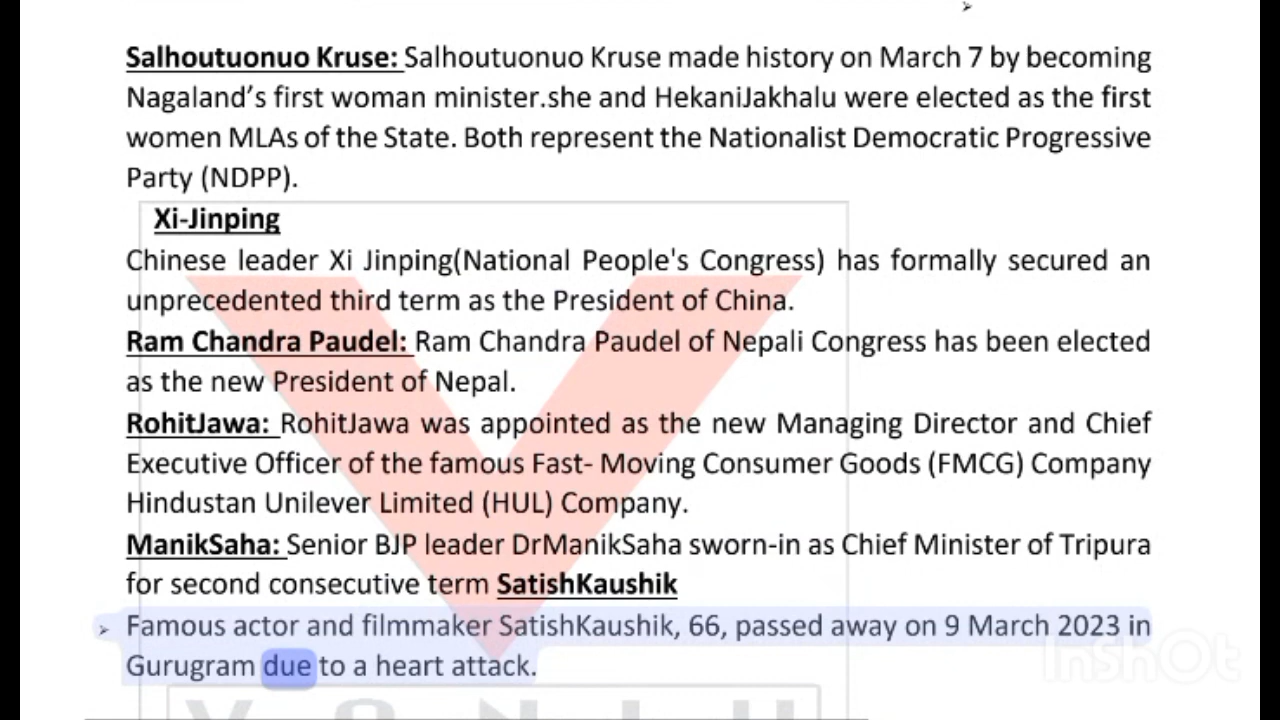 Salhoutuonuo Kruse: Salhoutuonuo Kruse made history on March 7 by becoming
Nagaland’s first woman minister.she and HekaniJakhalu were elected as the first
women MLAs of the State. Both represent the Nationalist Democratic Progressive
Party (NDPP).
Xi-Jinping
Chinese leader Xi Jinping(National People's Congress) has formally secured an
unprecedented third term as the President of China.
Ram Chandra Paudel: Ram Chandra Paudel of Nepali Congress has been elected
as the new President of Nepal.
RohitJawa: RohitJawa was appointed as the new Managing Director and Chief
Executive Officer of the famous Fast- Moving Consumer Goods (FMCG) Company
Hindustan Unilever Limited (HUL) Company.
ManikSaha: Senior BJP leader DrManikSaha sworn-in as Chief Minister of Tripura
for second consecutive term SatishKaushik
➢ Famous actor and filmmaker SatishKaushik, 66, passed away on 9 March 2023 in
Gurugram due to a heart attack.
InShOt